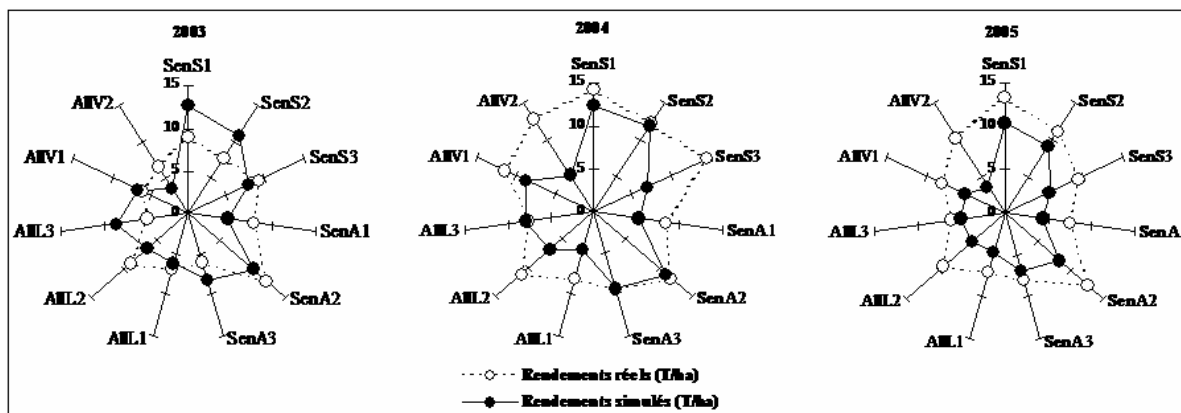 2003
SenS1
15
10
5
0
SenS2
SenS3
SenA1
SenA2
SenA3
AllL1
AllL2
AllL3
AllV1
AllV2
2004
SenS1
15
10
5
0
SenS2
SenS3
SenA1
SenA2
SenA3
AllL1
AllL2
AllL3
AllV1
AllV2
2005
SenS1
15
10
5
0
SenS2
SenS3
SenA
SenA2
SenA3
AllL1
AllL2
AllL3
AllV1
AllV2
Rendements réels (T/ha)
Rendements simulés (T/ha)